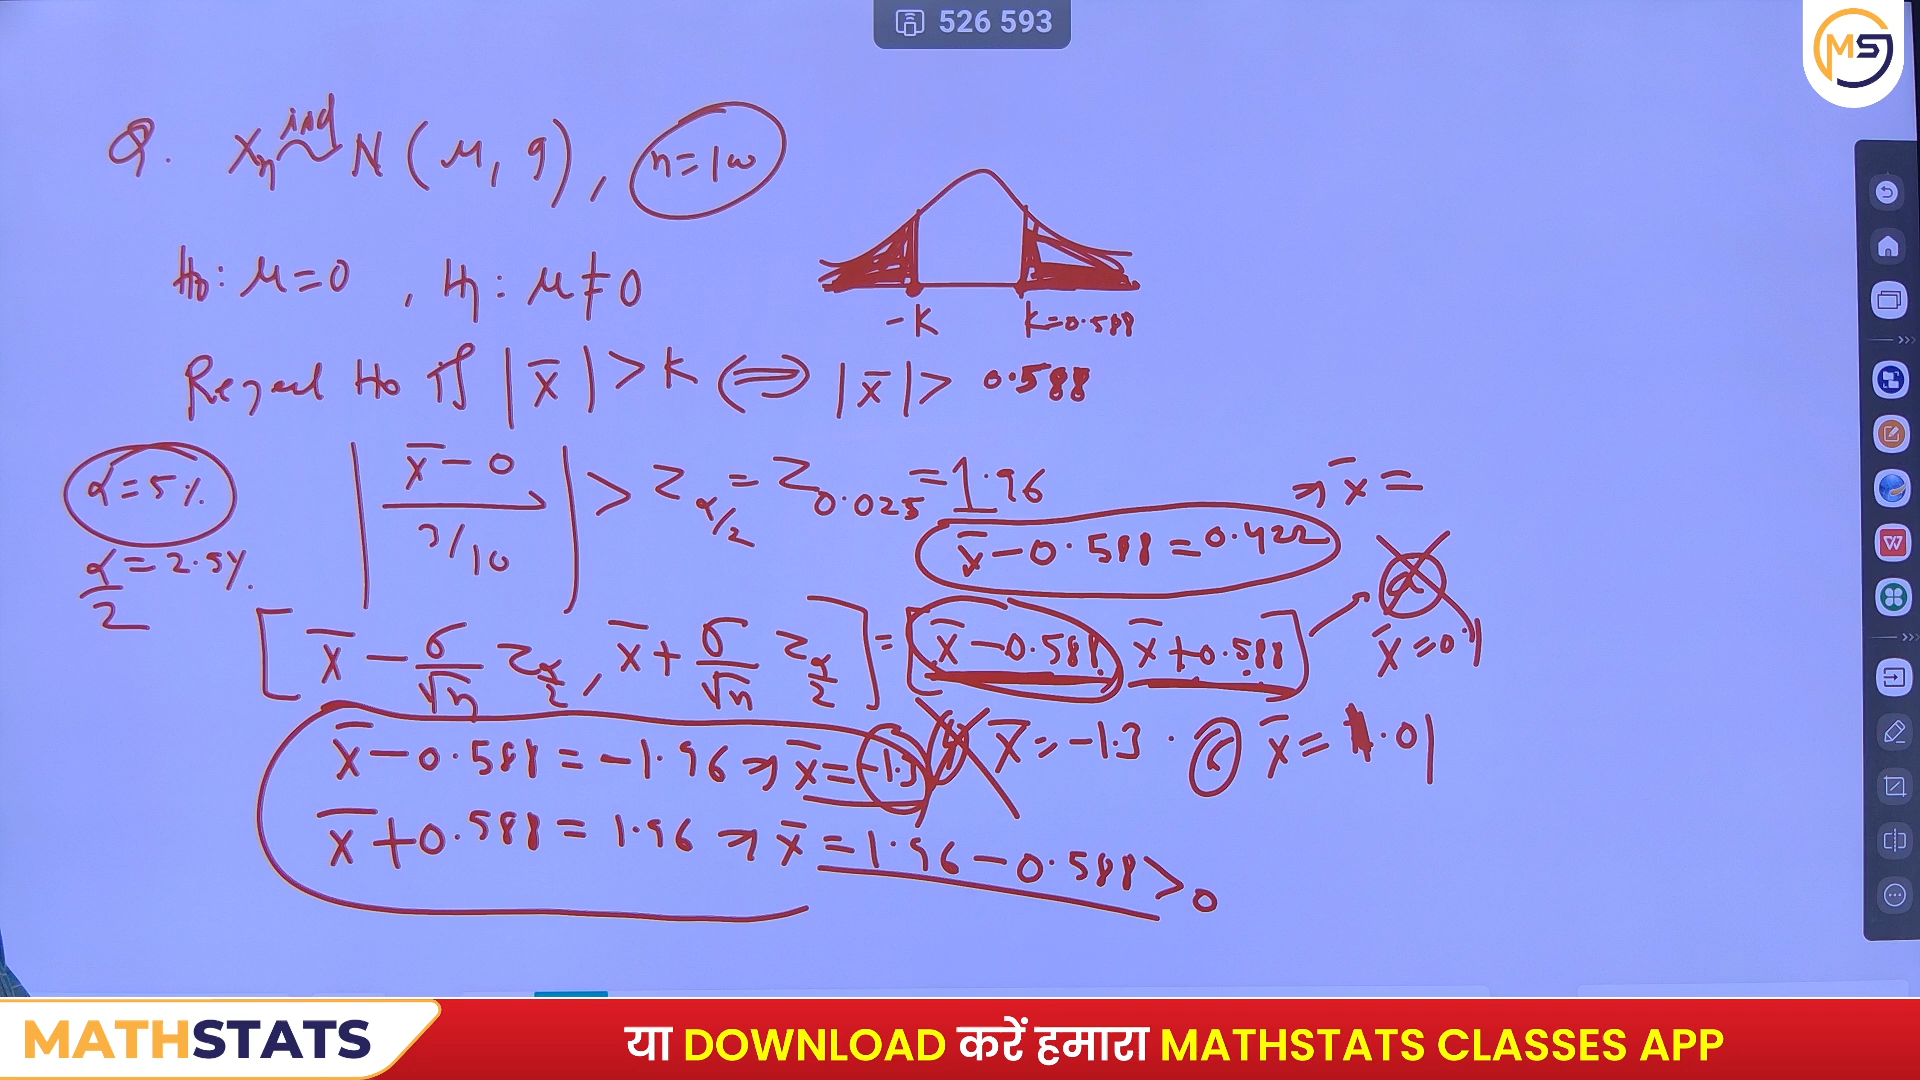 526 593
MS
Q. Xn ind ~ N (μ, 9), n=100
H0: μ=0, H1: μ≠0
-K K=0.588
Reject H0 if |x̄| > K ⇔ |x̄| > 0.588
α=5%
|x̄-0 / 3/10| > Zα/2 = Z0.025 = 1.96
⇒ x̄ =
x̄-0.588=0.422
α/2=2.5%
[x̄ - σ/√n Zα/2, x̄ + σ/√n Zα/2] = [x̄-0.588, x̄+0.588]
x̄=0.1
x̄-0.588 = -1.96 ⇒ x̄=-1.3
x̄=-1.3. x̄=1.01
x̄+0.588=1.96 ⇒ x̄=1.96-0.588>0
MATHSTATS
या DOWNLOAD करें हमारा MATHSTATS CLASSES APP